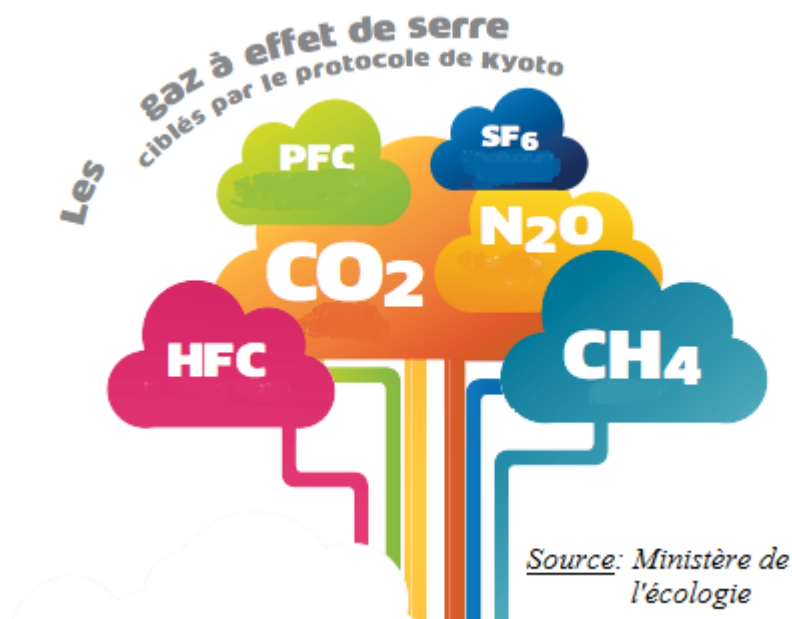 Les gaz à effet de serre
ciblés par le protocole de Kyoto
PFC
SF6
N2O
CO2
HFC
CH4
Source: Ministère de
l'écologie